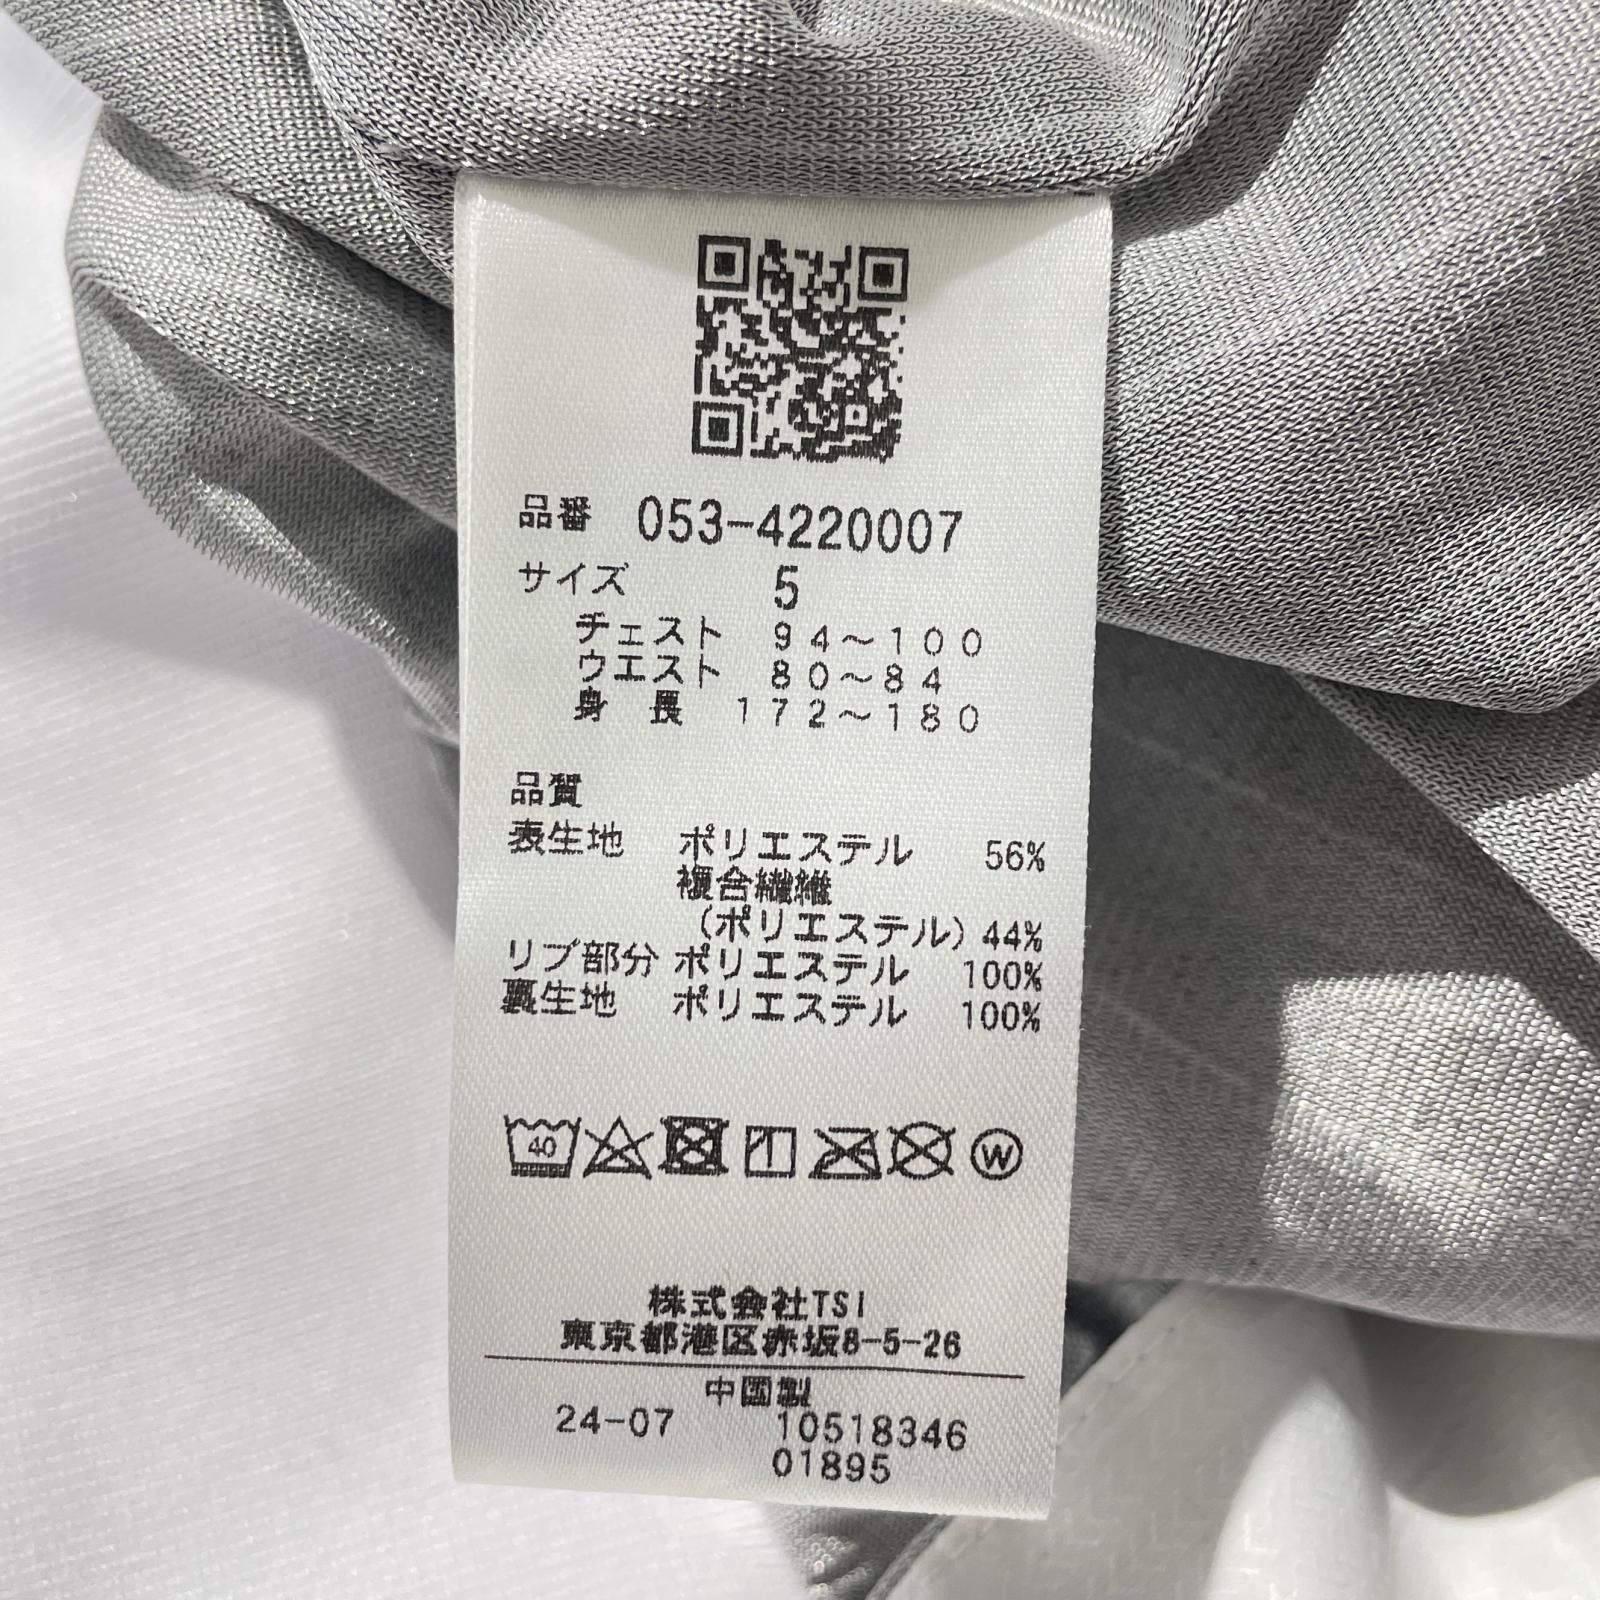 品番 053-4220007
サイズ 5
チェスト 94～100
ウエスト 80～84
身長 172～180
品質
表生地 ポリエステル 56%
複合繊維
(ポリエステル) 44%
リブ部分 ポリエステル 100%
裏生地 ポリエステル 100%
40
W
株式会社TSI
東京都港区赤坂8-5-26
中国製
24-07 10518346
01895